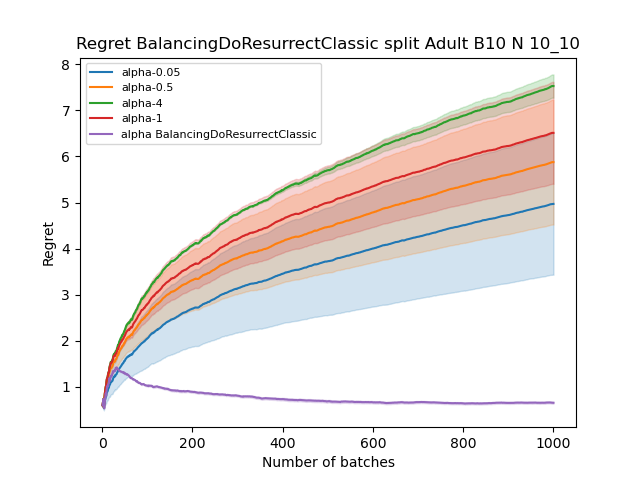 Regret BalancingDoResurrectClassic split Adult B10 N 10_10
8
7
6
5
4
3
2
1
Regret
alpha-0.05
alpha-0.5
alpha-4
alpha-1
alpha BalancingDoResurrectClassic
0 200 400 600 800 1000
Number of batches